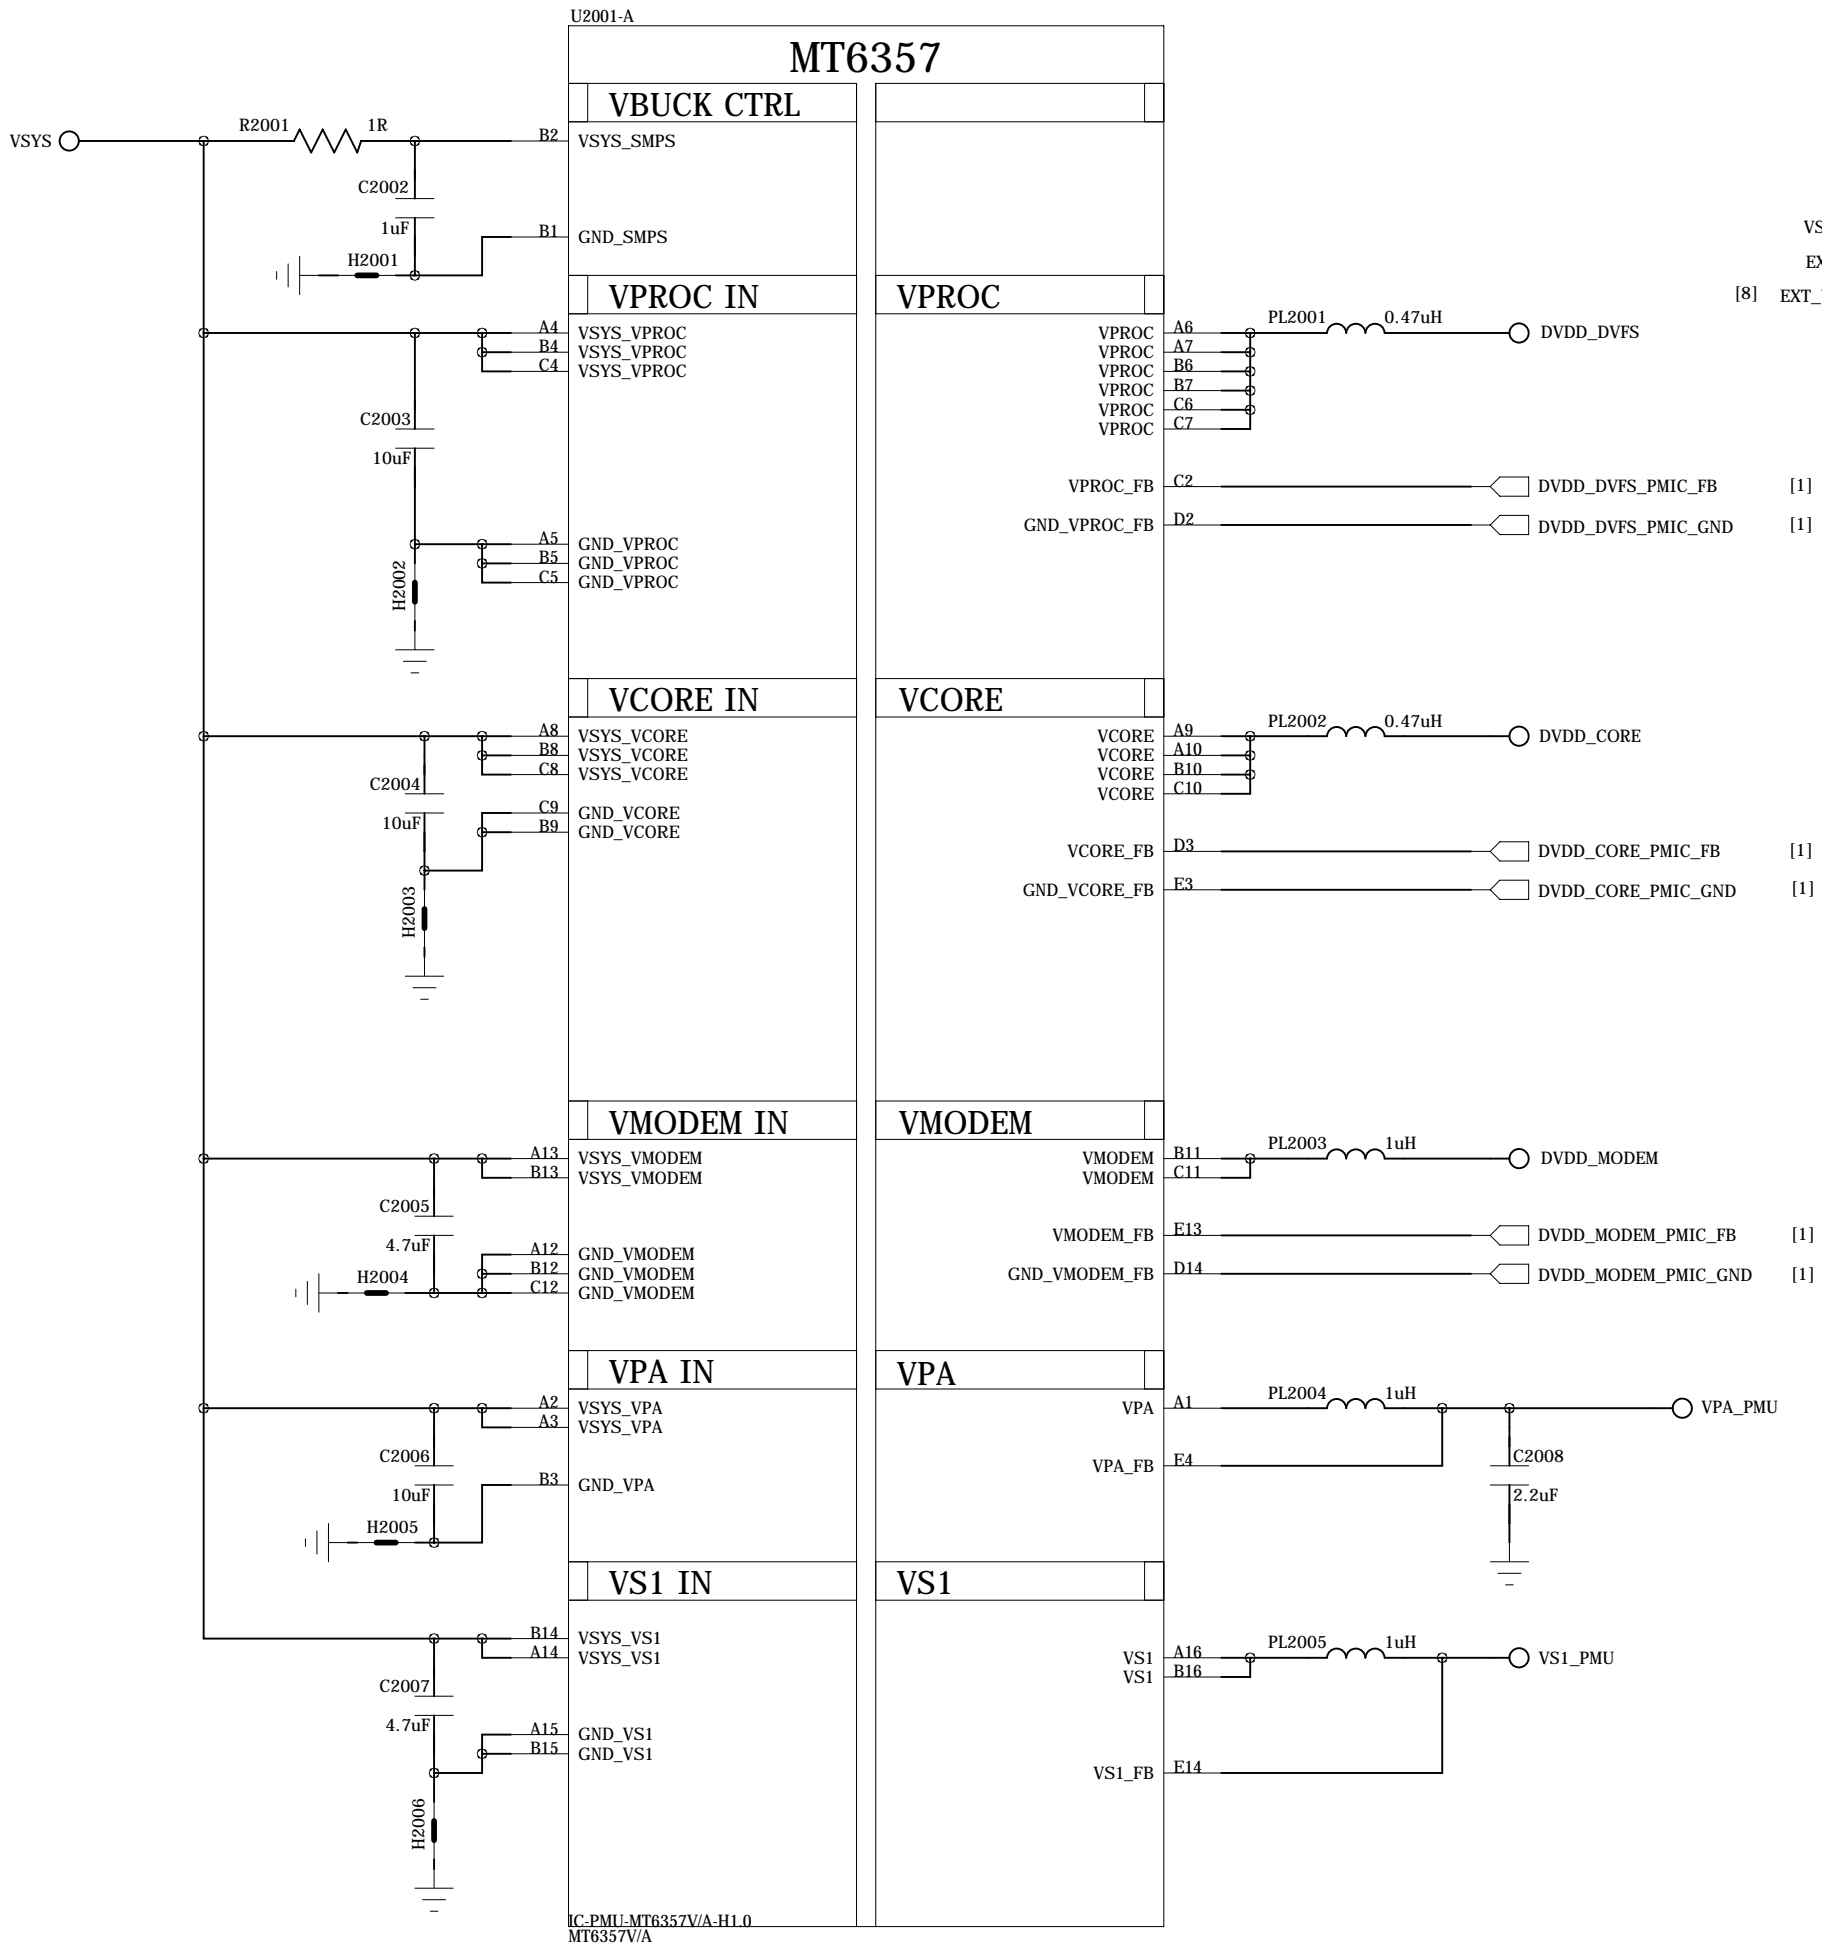 U2001-A
MT6357
VBUCK CTRL
VSYS
R2001 1R
B2 VSYS_SMPS
C2002
1uF
B1 GND_SMPS
H2001
VPROC IN
A4 VSYS_VPROC
B4 VSYS_VPROC
C4 VSYS_VPROC
C2003
10uF
A5 GND_VPROC
B5 GND_VPROC
C5 GND_VPROC
H2002
VPROC
VPROC A6
VPROC A7
VPROC B6
VPROC B7
VPROC C6
VPROC C7
PL2001 0.47uH
DVDD_DVFS
VPROC_FB C2 DVDD_DVFS_PMIC_FB [1]
GND_VPROC_FB D2 DVDD_DVFS_PMIC_GND [1]
VS
EX
[8] EXT_
VCORE IN
A8 VSYS_VCORE
B8 VSYS_VCORE
C8 VSYS_VCORE
C2004
10uF
C9 GND_VCORE
B9 GND_VCORE
H2003
VCORE
VCORE A9
VCORE A10
VCORE B10
VCORE C10
PL2002 0.47uH
DVDD_CORE
VCORE_FB D3 DVDD_CORE_PMIC_FB [1]
GND_VCORE_FB E3 DVDD_CORE_PMIC_GND [1]
VMODEM IN
A13 VSYS_VMODEM
B13 VSYS_VMODEM
C2005
4.7uF
A12 GND_VMODEM
B12 GND_VMODEM
C12 GND_VMODEM
H2004
VMODEM
VMODEM B11
VMODEM C11
PL2003 1uH
DVDD_MODEM
VMODEM_FB E13 DVDD_MODEM_PMIC_FB [1]
GND_VMODEM_FB D14 DVDD_MODEM_PMIC_GND [1]
VPA IN
A2 VSYS_VPA
A3 VSYS_VPA
C2006
10uF
B3 GND_VPA
H2005
VPA
VPA A1
PL2004 1uH
VPA_PMU
VPA_FB E4
C2008
2.2uF
VS1 IN
B14 VSYS_VS1
A14 VSYS_VS1
C2007
4.7uF
A15 GND_VS1
B15 GND_VS1
H2006
VS1
VS1 A16
VS1 B16
PL2005 1uH
VS1_PMU
VS1_FB E14
IC-PMU-MT6357V/A-H1.0
MT6357V/A